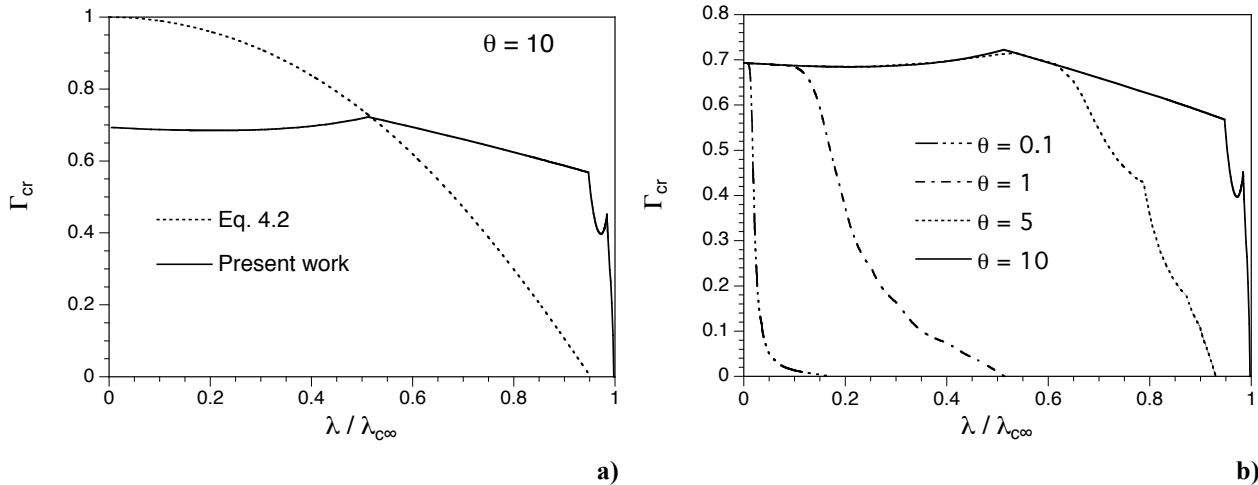 1
0.8
0.6
0.4
0.2
0
Γcr
θ = 10
Eq. 4.2
Present work
0 0.2 0.4 0.6 0.8 1
λ / λc∞
a)
0.8
0.7
0.6
0.5
0.4
0.3
0.2
0.1
0
Γcr
θ = 0.1
θ = 1
θ = 5
θ = 10
0 0.2 0.4 0.6 0.8 1
λ / λc∞
b)